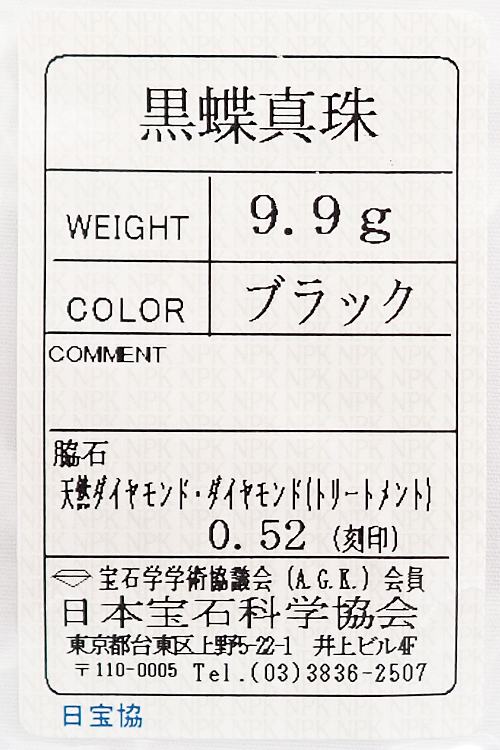 黒蝶真珠
WEIGHT 9.9g
COLOR ブラック
COMMENT
脇石
天然ダイヤモンド・ダイヤモンド(トリートメント)
0.52 (刻印)
宝石学学術協議会 (A.G.K.) 会員
日本宝石科学協会
東京都台東区上野5-22-1 井上ビル4F
〒110-0005 Tel.(03)3836-2507
日宝協